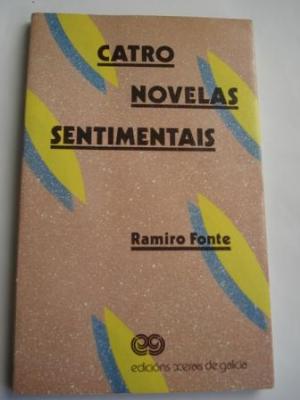 CATRO
NOVELAS
SENTIMENTAIS
Ramiro Fonte
edicións xerais de galicia